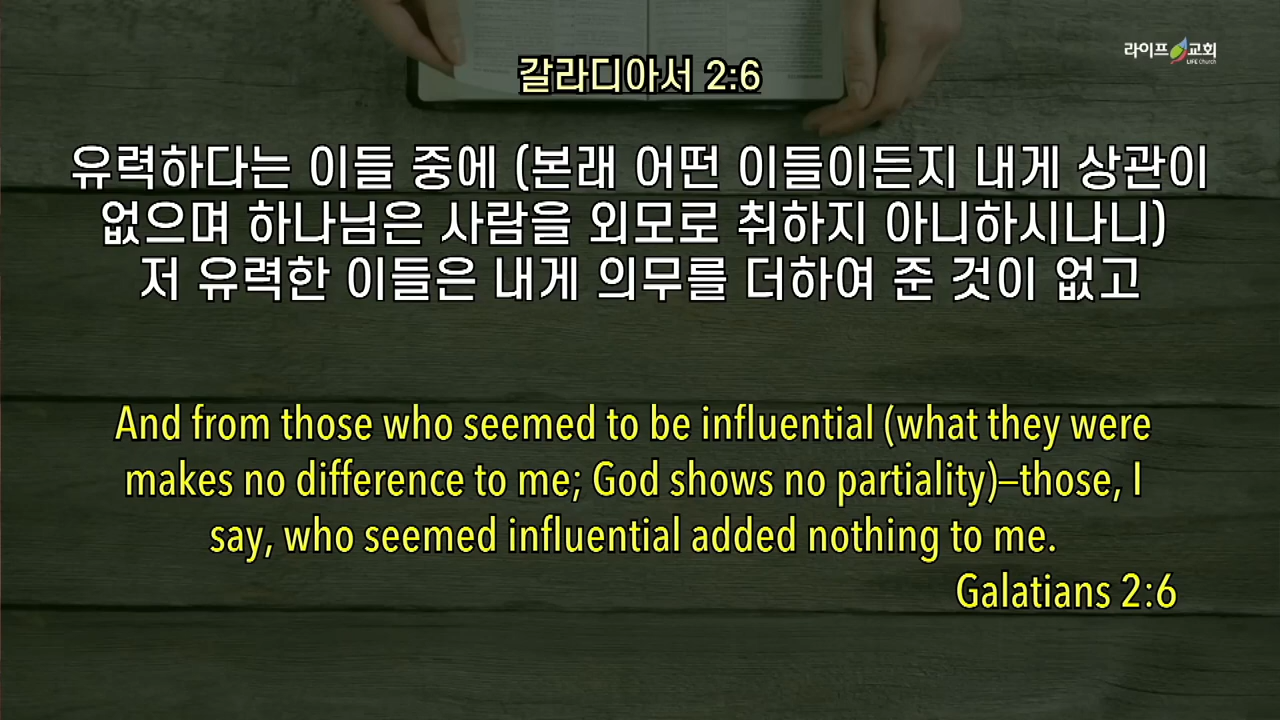 라이프 교회
LIFE Church
갈라디아서 2:6
유력하다는 이들 중에 (본래 어떤 이들이든지 내게 상관이
없으며 하나님은 사람을 외모로 취하지 아니하시나니)
저 유력한 이들은 내게 의무를 더하여 준 것이 없고
And from those who seemed to be influential (what they were
makes no difference to me; God shows no partiality)—those, I
say, who seemed influential added nothing to me.
Galatians 2:6